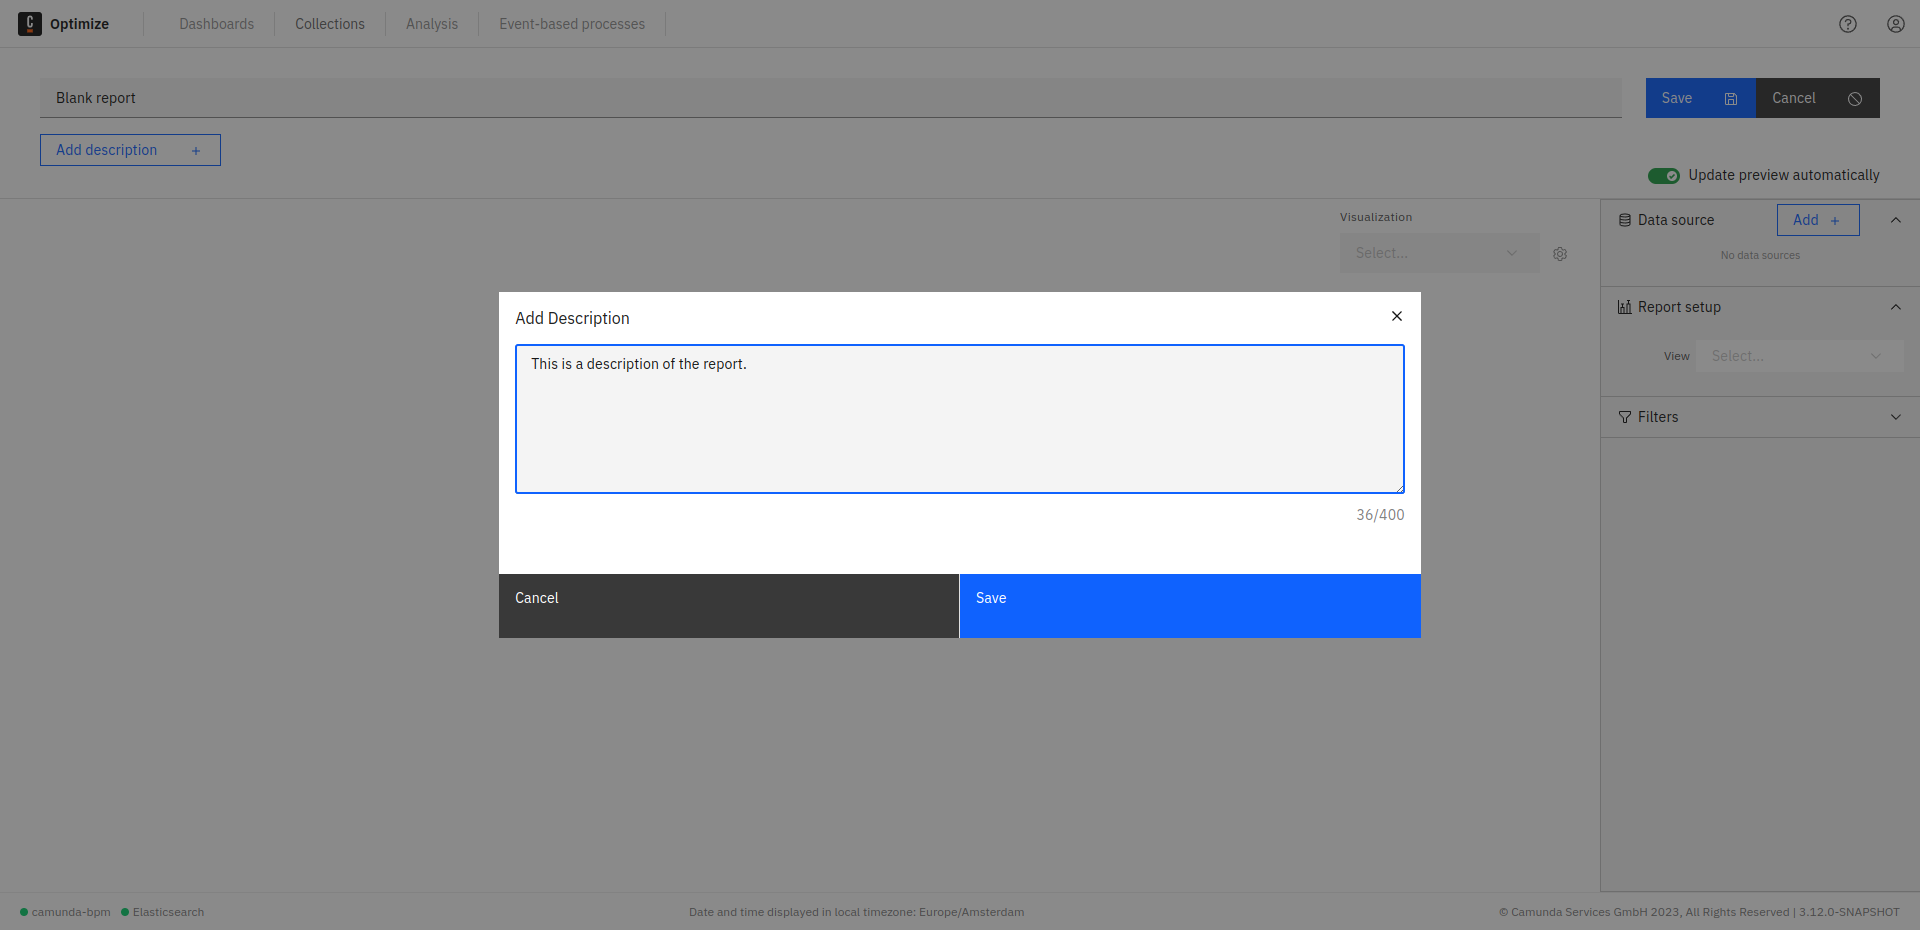 Optimize
Dashboards
Collections
Analysis
Event-based processes
Blank report
Save
Cancel
Add description
Update preview automatically
Visualization
Select...
Data source
Add
No data sources
Report setup
View
Select...
Filters
Add Description
This is a description of the report.
36/400
Cancel
Save
camunda-bpm
Elasticsearch
Date and time displayed in local timezone: Europe/Amsterdam
© Camunda Services GmbH 2023, All Rights Reserved | 3.12.0-SNAPSHOT